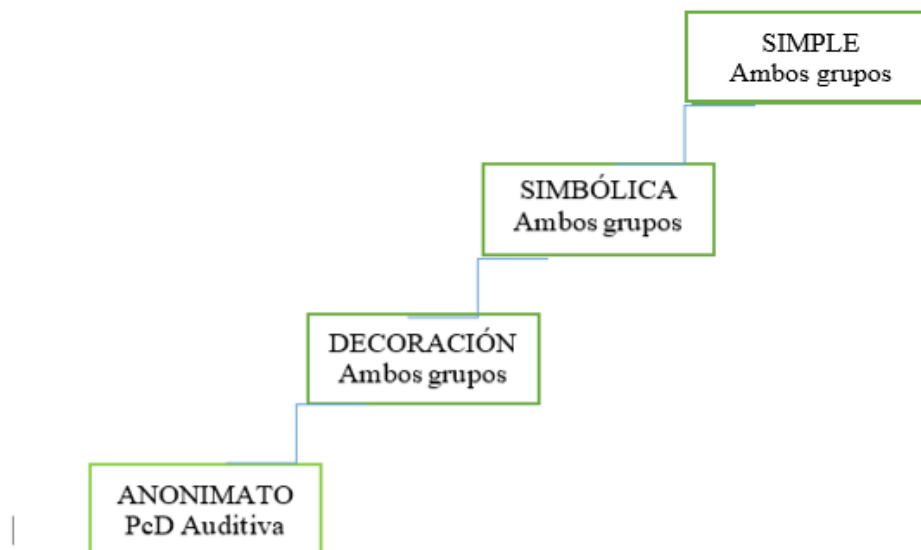 SIMPLE
Ambos grupos
SIMBÓLICA
Ambos grupos
DECORACIÓN
Ambos grupos
ANONIMATO
PcD Auditiva